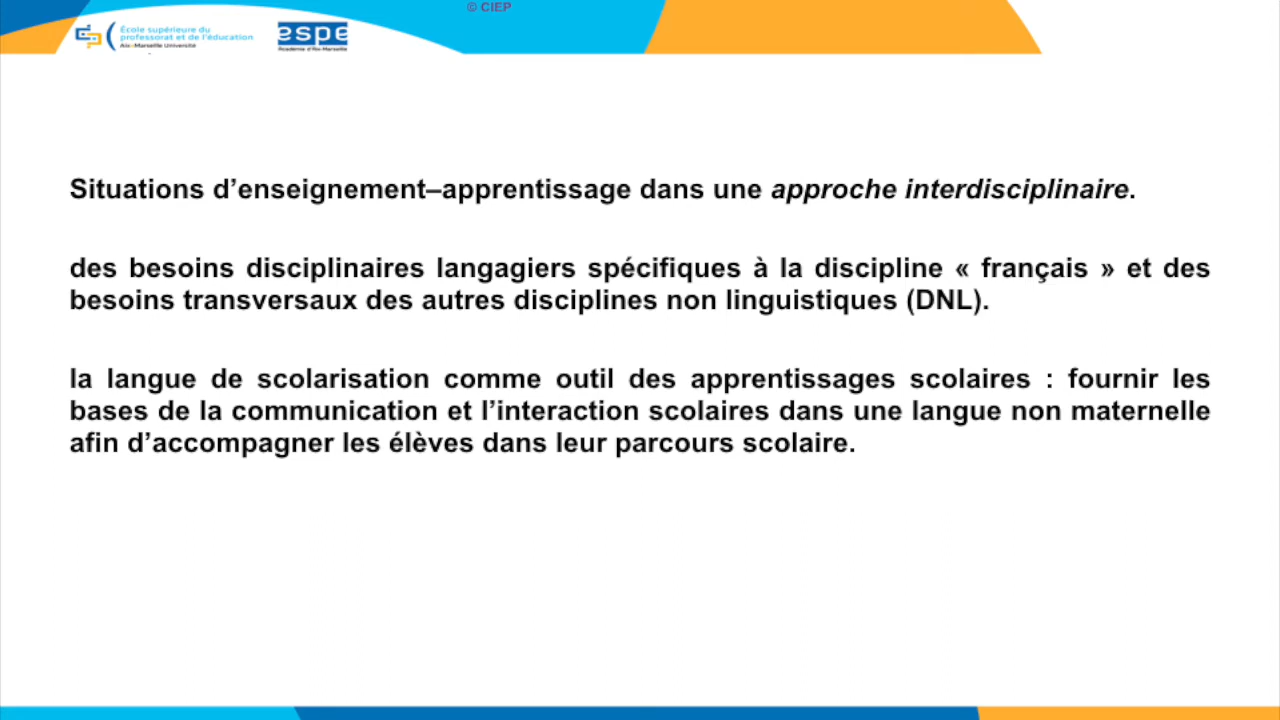 © CIEP
École supérieure du
professorat et de l'éducation
Aix-Marseille Université
espe
Académie d'Aix-Marseille
Situations d’enseignement–apprentissage dans une approche interdisciplinaire.
des besoins disciplinaires langagiers spécifiques à la discipline « français » et des
besoins transversaux des autres disciplines non linguistiques (DNL).
la langue de scolarisation comme outil des apprentissages scolaires : fournir les
bases de la communication et l’interaction scolaires dans une langue non maternelle
afin d’accompagner les élèves dans leur parcours scolaire.